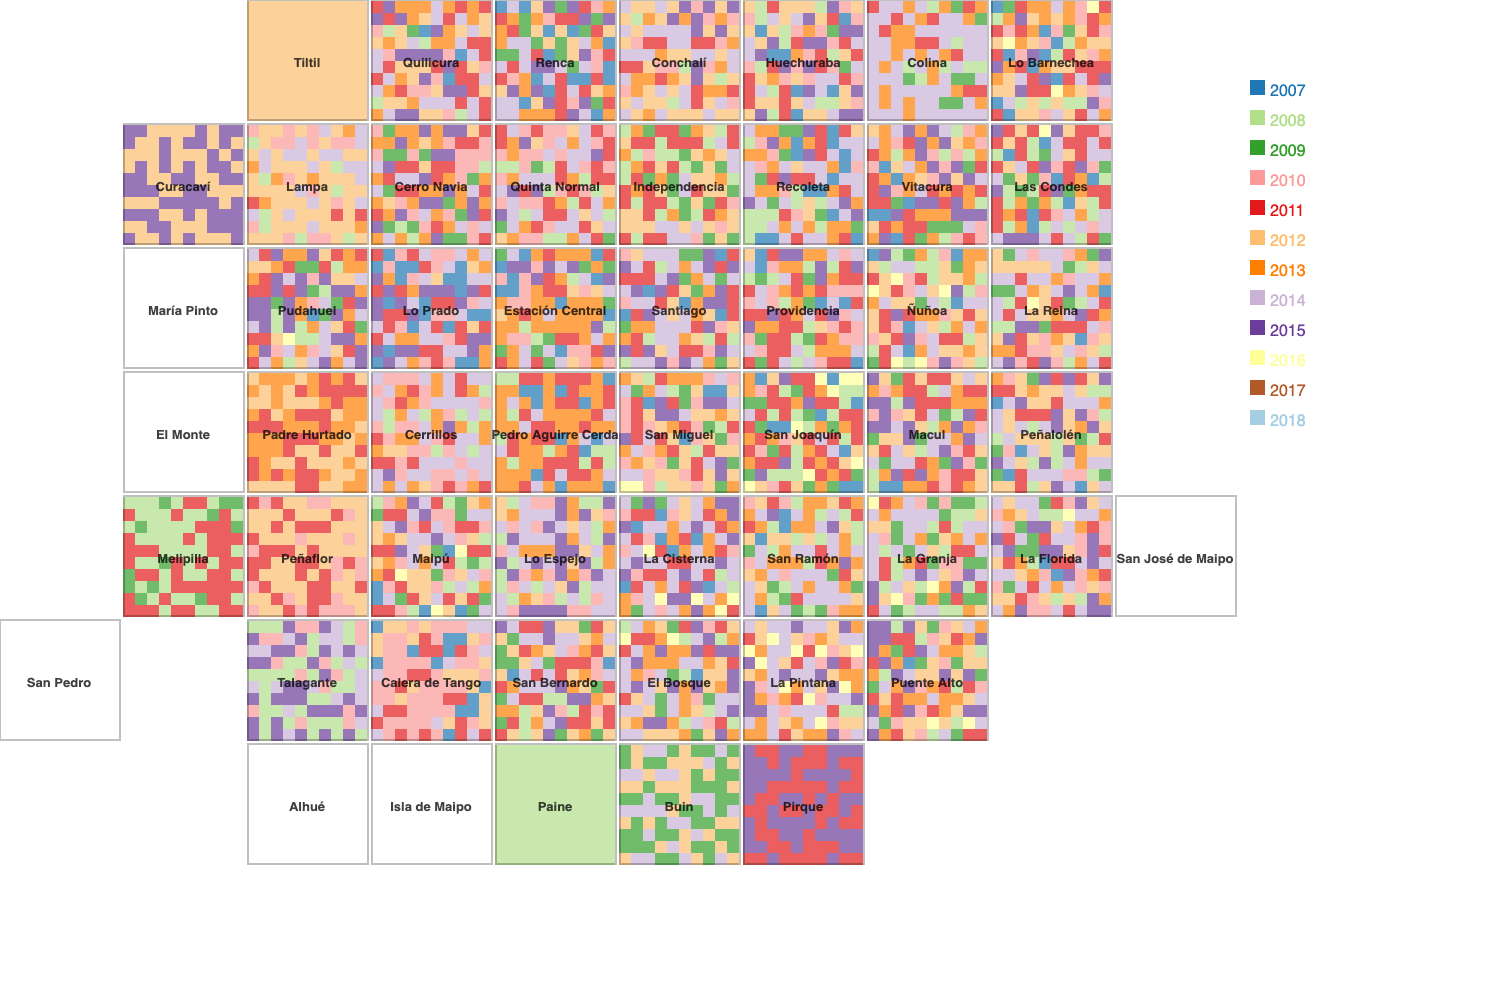 Tiltil
Quilicura
Renca
Conchalí
Huechuraba
Colina
Lo Barnechea
Curacaví
Lampa
Cerro Navia
Quinta Normal
Independencia
Recoleta
Vitacura
Las Condes
María Pinto
Pudahuel
Lo Prado
Estación Central
Santiago
Providencia
Ñuñoa
La Reina
El Monte
Padre Hurtado
Cerrillos
Pedro Aguirre Cerda
San Miguel
San Joaquín
Macul
Peñalolén
Melipilla
Peñaflor
Maipú
Lo Espejo
La Cisterna
San Ramón
La Granja
La Florida
San José de Maipo
San Pedro
Talagante
Calera de Tango
San Bernardo
El Bosque
La Pintana
Puente Alto
Alhué
Isla de Maipo
Paine
Buin
Pirque
2007
2008
2009
2010
2011
2012
2013
2014
2015
2016
2017
2018